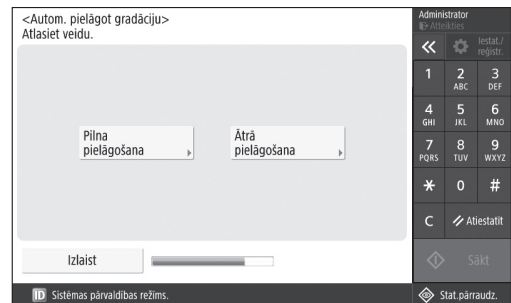 <Autom. pielāgot gradāciju>
Atlasiet veidu.
Pilna
pielāgošana
Ātrā
pielāgošana
Izlaist
ID Sistēmas pārvaldības režīms.
Administrator
Atteikties
Iestat./
reģistr.
1
2
ABC
3
DEF
4
GHI
5
JKL
6
MNO
7
PQRS
8
TUV
9
WXYZ
*
0
#
C
Atiestatīt
Sākt
Stat.pārraudz.